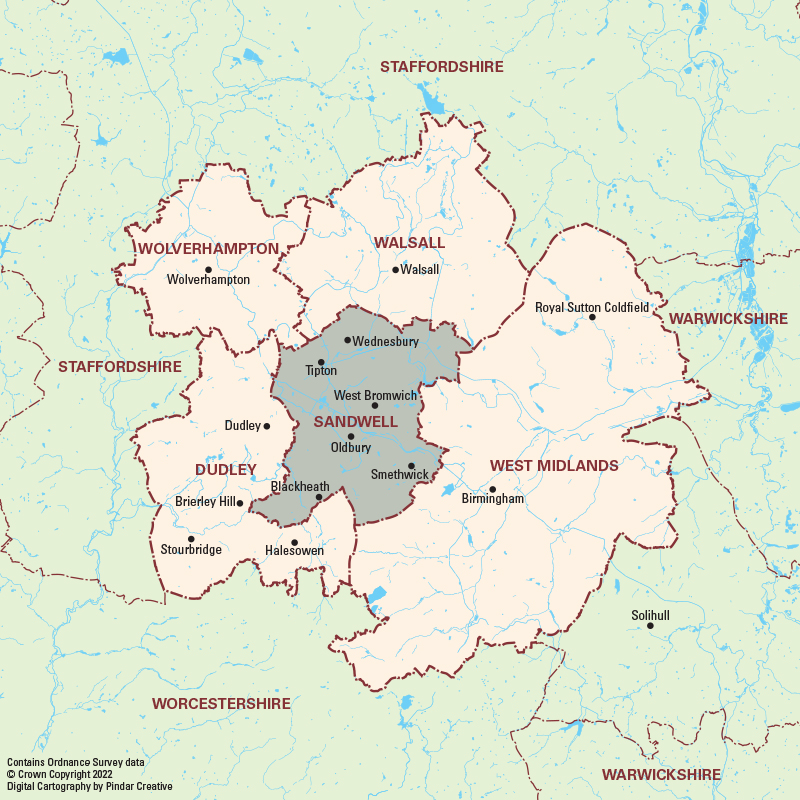 STAFFORDSHIRE
WOLVERHAMPTON
WALSALL
Wolverhampton
Walsall
Royal Sutton Coldfield
WARWICKSHIRE
Wednesbury
STAFFORDSHIRE
Tipton
West Bromwich
SANDWELL
Dudley
Oldbury
DUDLEY
Smethwick
WEST MIDLANDS
Blackheath
Brierley Hill
Birmingham
Stourbridge
Halesowen
Solihull
WORCESTERSHIRE
Contains Ordnance Survey data
© Crown Copyright 2022
Digital Cartography by Pindar Creative
WARWICKSHIRE